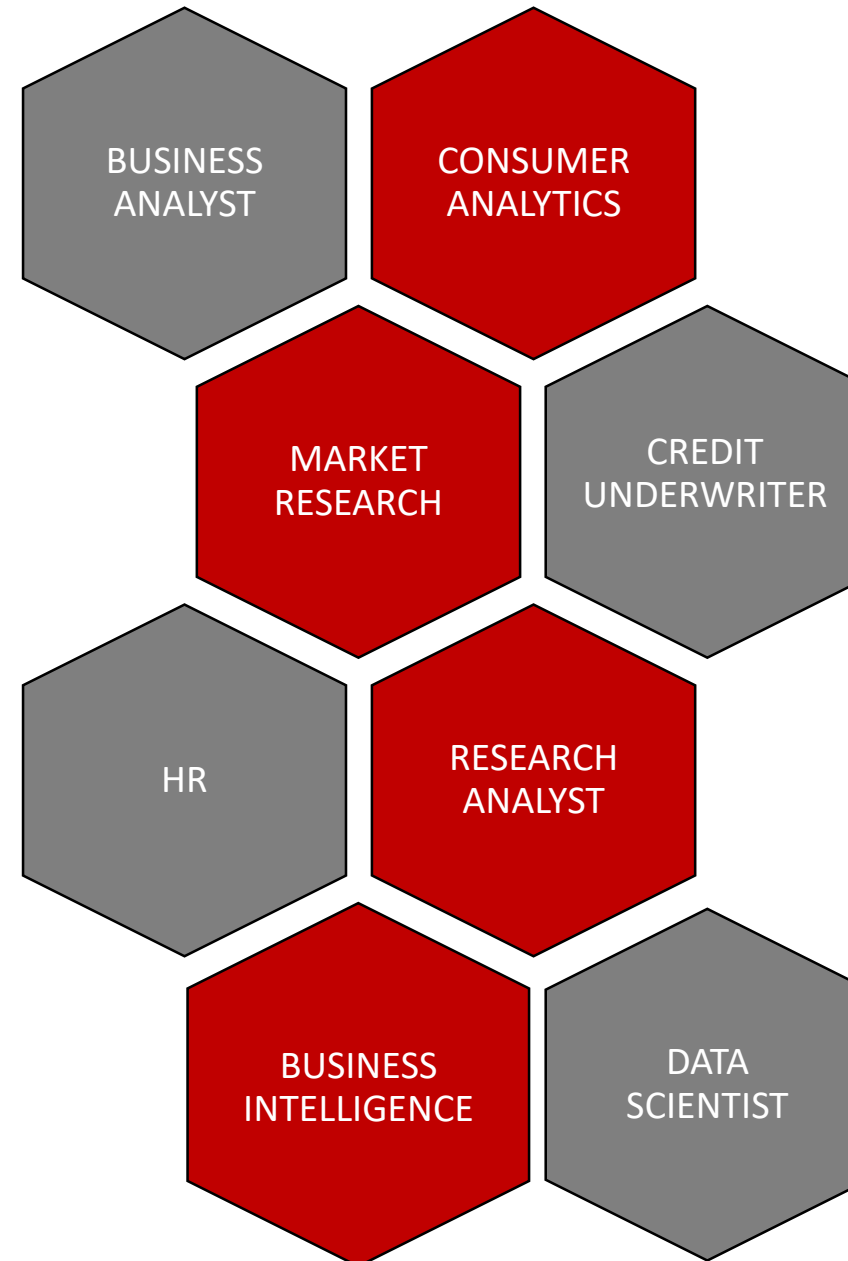 BUSINESS
ANALYST
CONSUMER
ANALYTICS
MARKET
RESEARCH
CREDIT
UNDERWRITER
HR
RESEARCH
ANALYST
BUSINESS
INTELLIGENCE
DATA
SCIENTIST